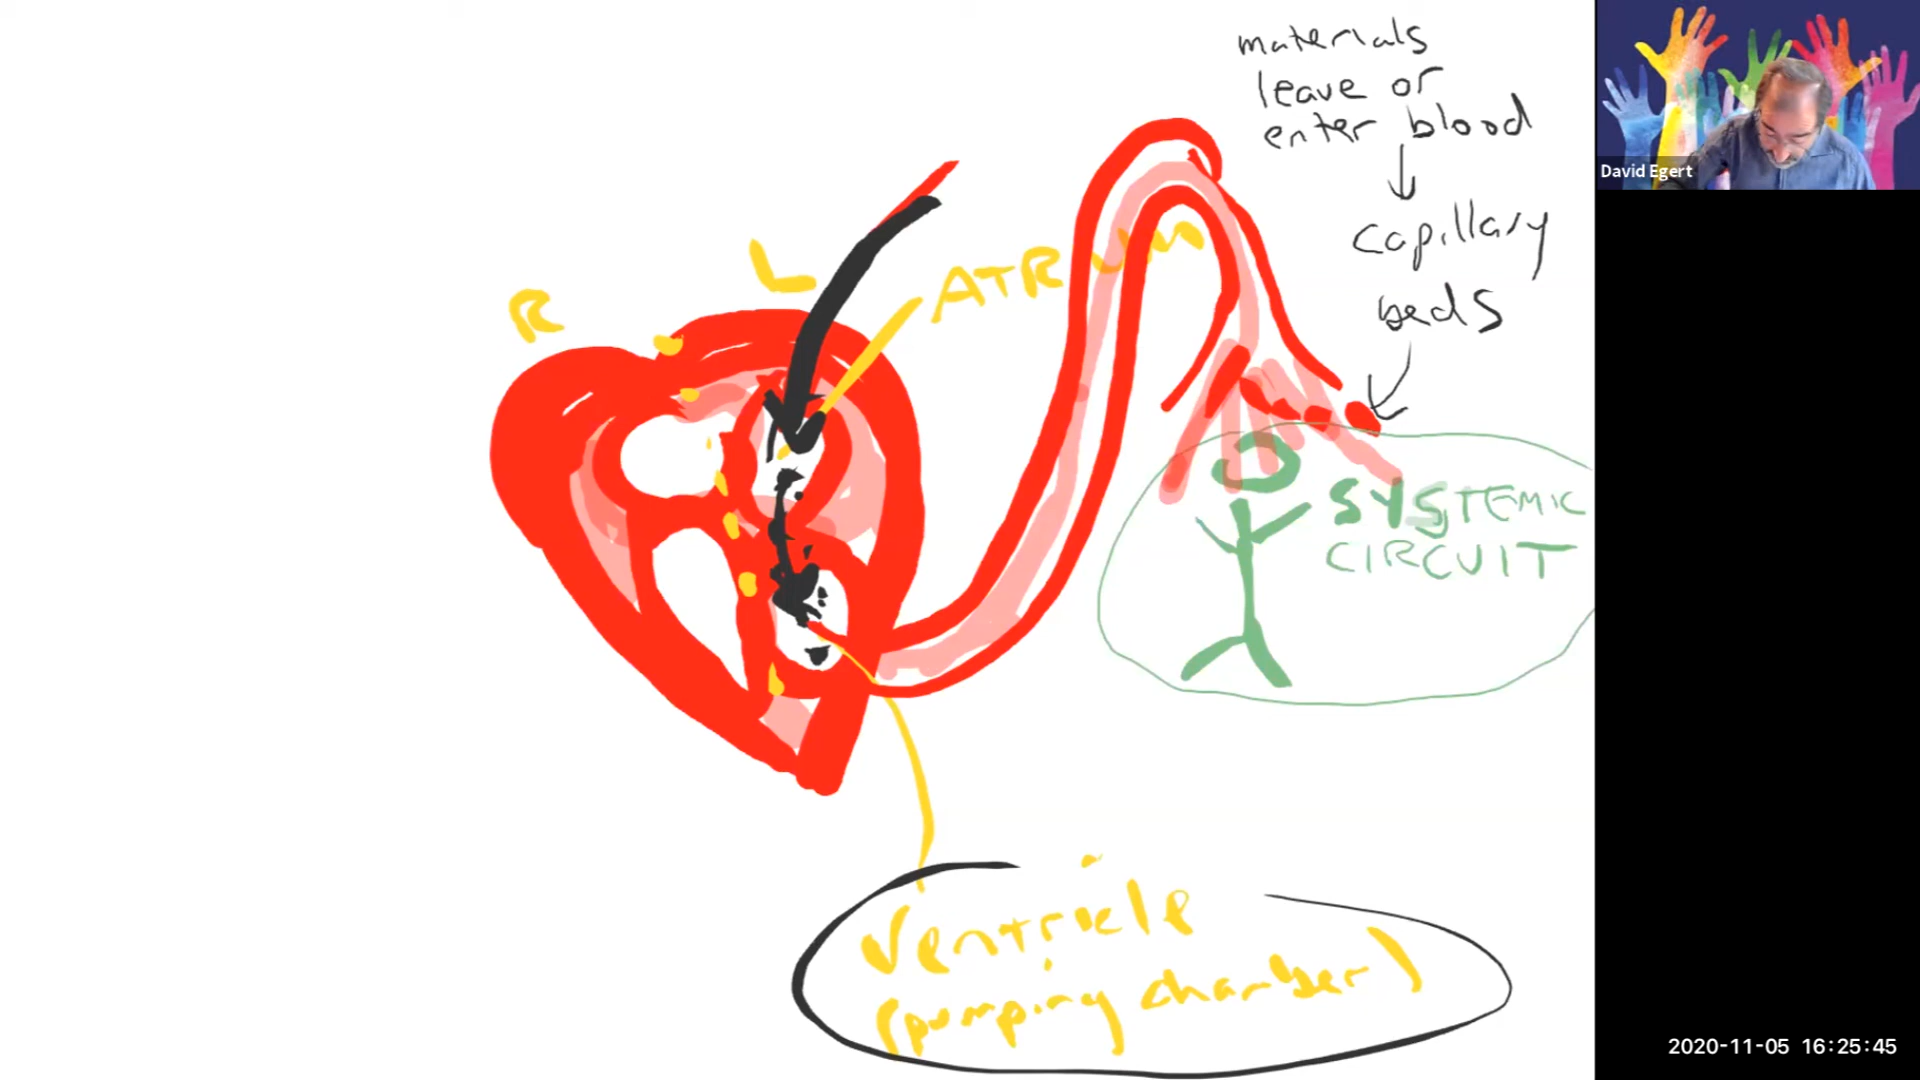 materials
leave or
enter blood
capillary
beds
David Egert
L
R
ATRIUM
SYSTEMIC
CIRCUIT
Ventricle
(pumping chamber)
2020-11-05 16:25:45